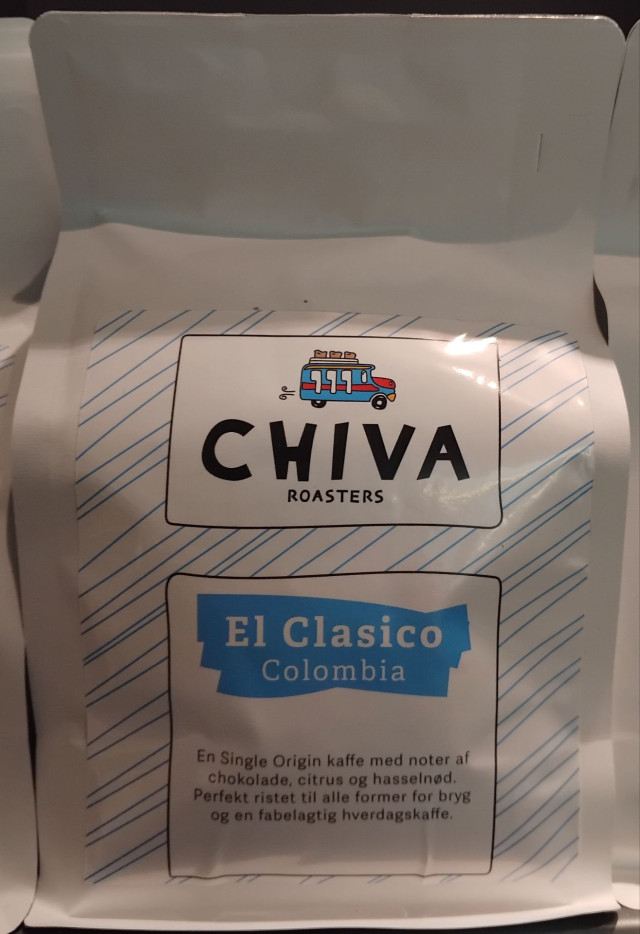 CHIVA
ROASTERS
El Clasico
Colombia
En Single Origin kaffe med noter af
chokolade, citrus og hasselnød.
Perfekt ristet til alle former for bryg
og en fabelagtig hverdagskaffe.